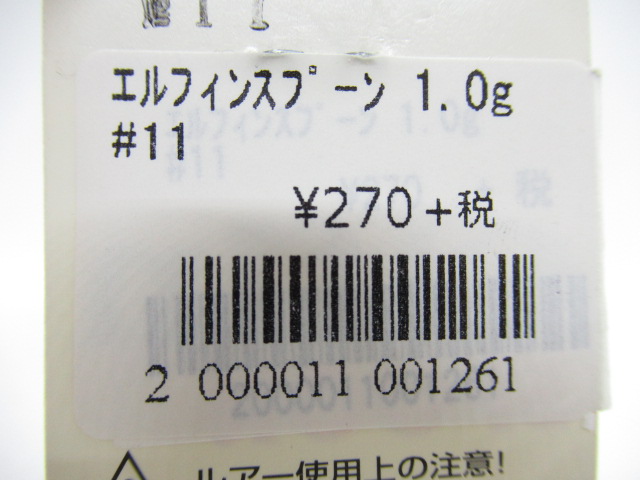 エルフィンスプーン 1.0g
#11
¥270+税
2 000011 001261
ルアー使用上の注意!